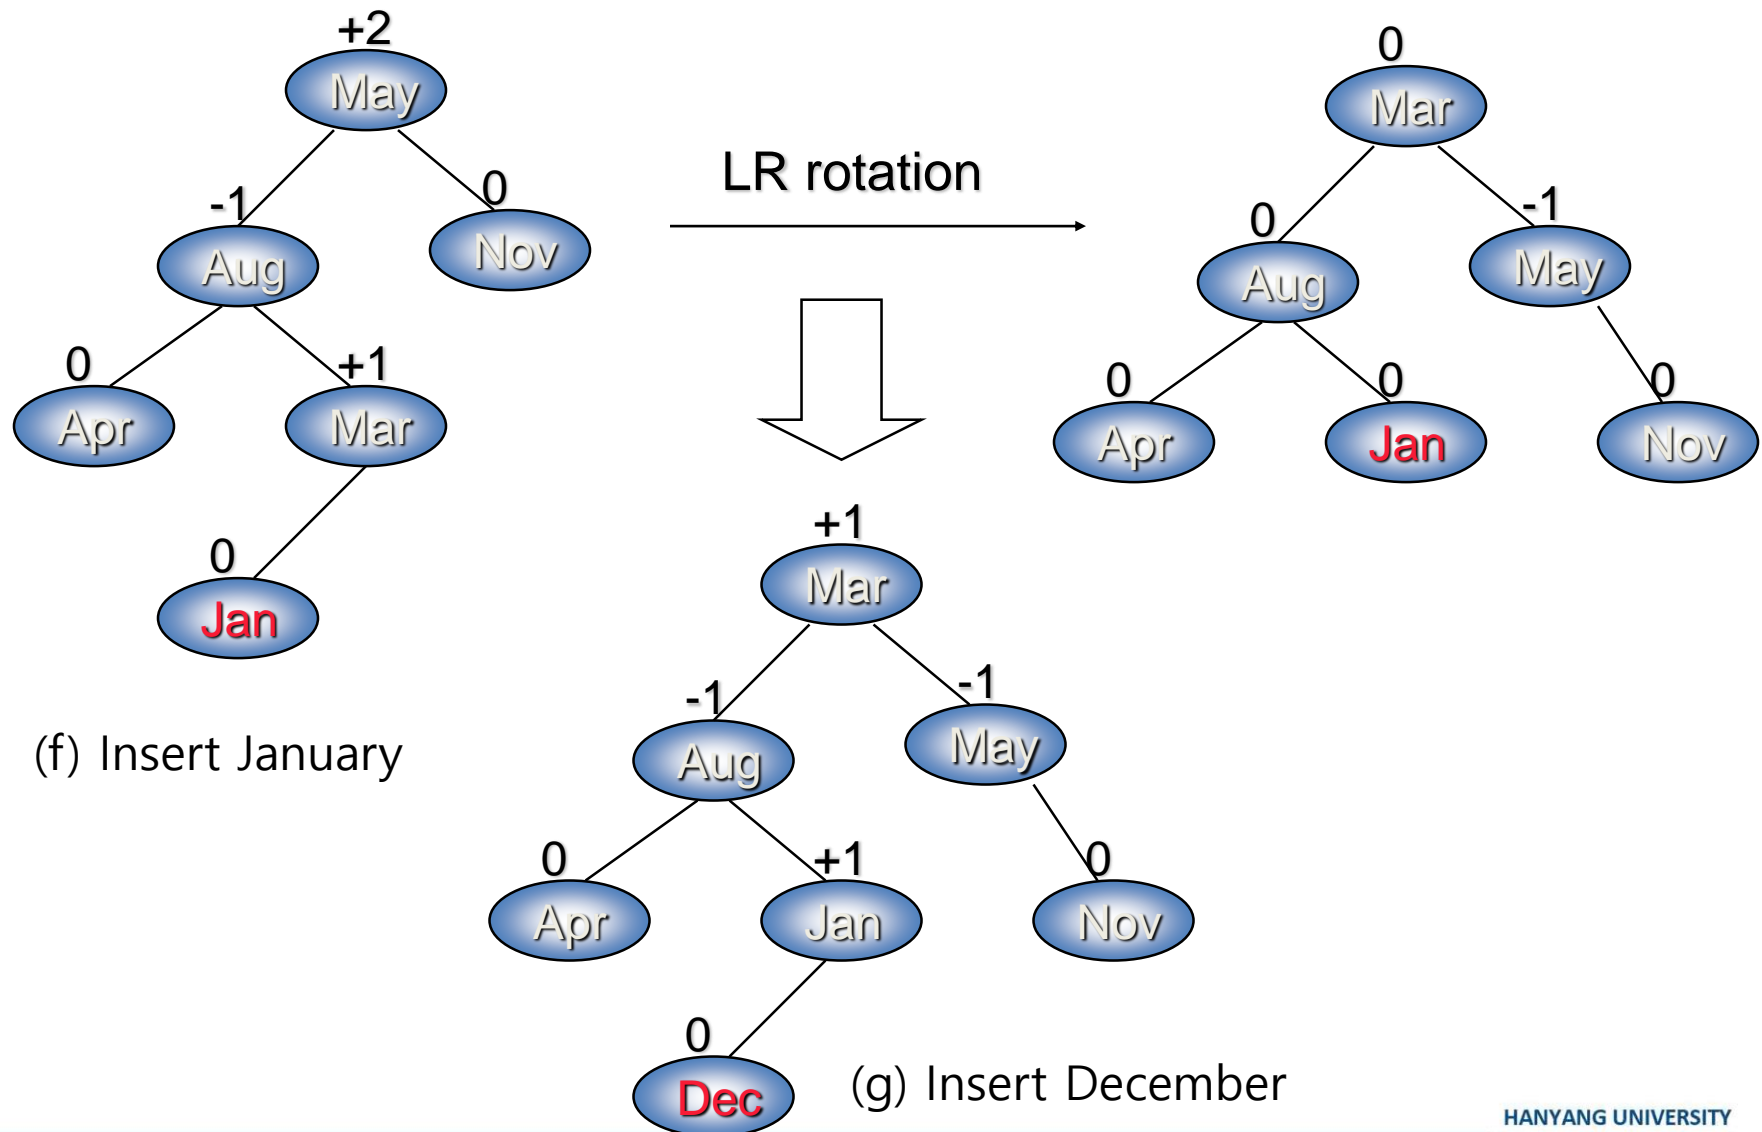 +2
May
-1
0
Aug
Nov
0
+1
Apr
Mar
0
Jan
(f) Insert January
LR rotation
0
Mar
0
-1
Aug
May
0
0
0
Apr
Jan
Nov
+1
Mar
-1
-1
Aug
May
0
+1
0
Apr
Jan
Nov
0
Dec
(g) Insert December
HANYANG UNIVERSITY